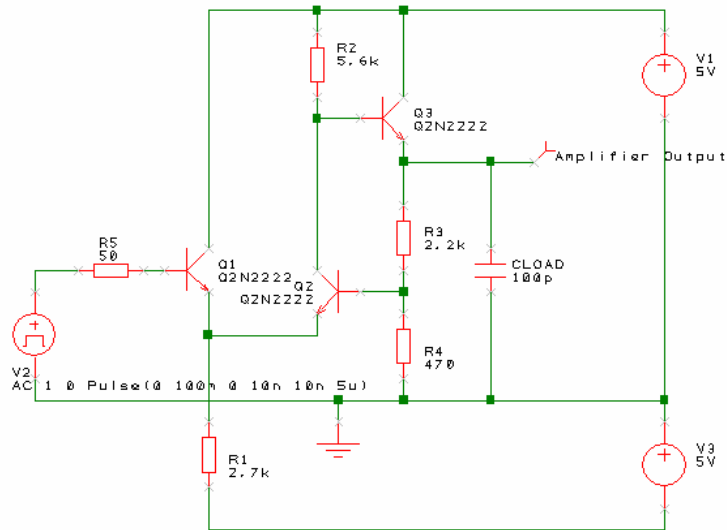 R2
5.6k
V1
5V
Q3
Q2N2222
Amplifier Output
R5
50
R3
2.2k
Q1
Q2N2222
Q2
Q2N2222
CLOAD
100p
R4
470
V2
AC 1 0 Pulse(0 100m 0 10n 10n 5u)
R1
2.7k
V3
5V